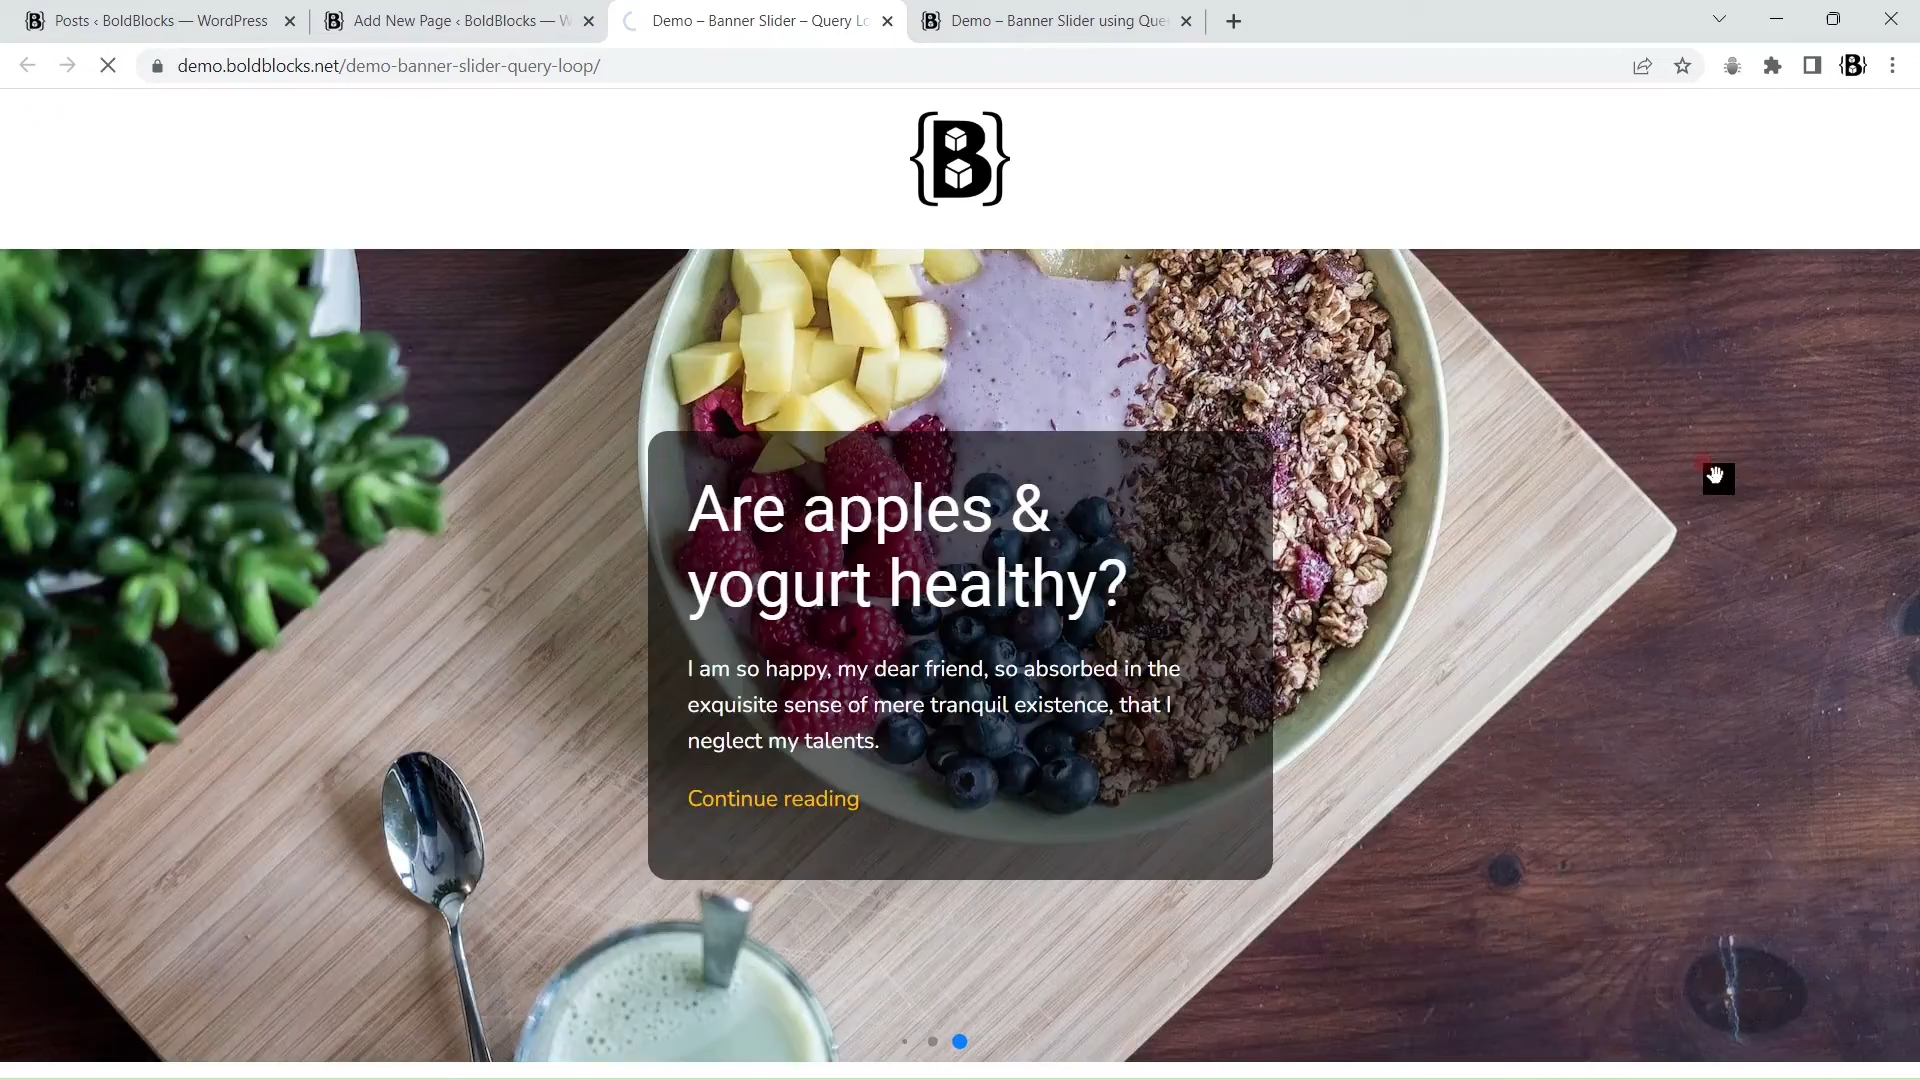 Posts ‹ BoldBlocks — WordPress
Add New Page ‹ BoldBlocks — W
Demo – Banner Slider – Query Lo
Demo – Banner Slider using Que
demo.boldblocks.net/demo-banner-slider-query-loop/
{B}
{B}
Are apples &
yogurt healthy?
I am so happy, my dear friend, so absorbed in the
exquisite sense of mere tranquil existence, that I
neglect my talents.
Continue reading